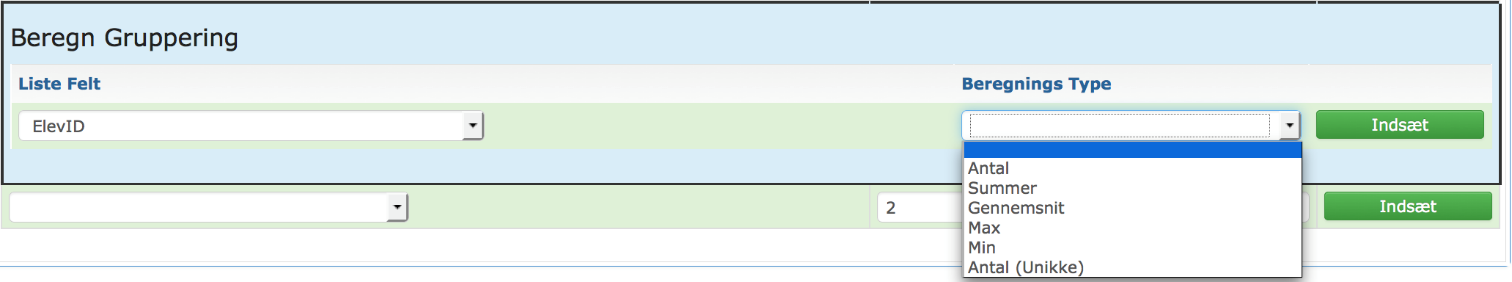 Beregn Gruppering
Liste Felt Beregnings Type
ElevID Indsæt
Antal
Summer
Gennemsnit
Max
Min
Antal (Unikke)
2 Indsæt